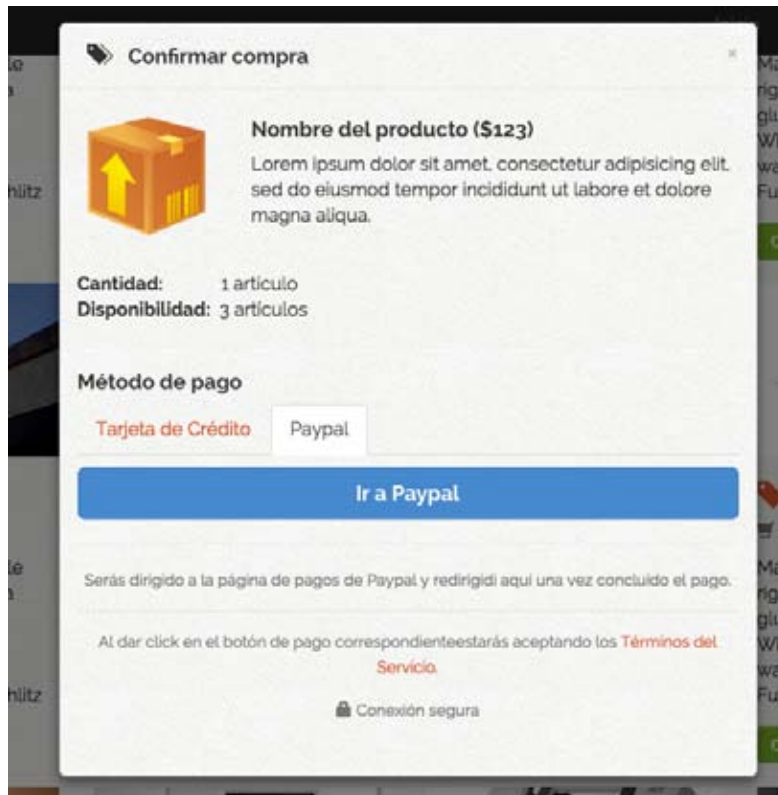 Confirmar compra
×
Nombre del producto ($123)
Lorem ipsum dolor sit amet, consectetur adipisicing elit,
sed do eiusmod tempor incididunt ut labore et dolore
magna aliqua.
Cantidad: 1 artículo
Disponibilidad: 3 artículos
Método de pago
Tarjeta de Crédito Paypal
Ir a Paypal
Serás dirigido a la página de pagos de Paypal y redirigidi aquí una vez concluido el pago.
Al dar click en el botón de pago correspondienteestarás aceptando los Términos del
Servicio.
Conexión segura